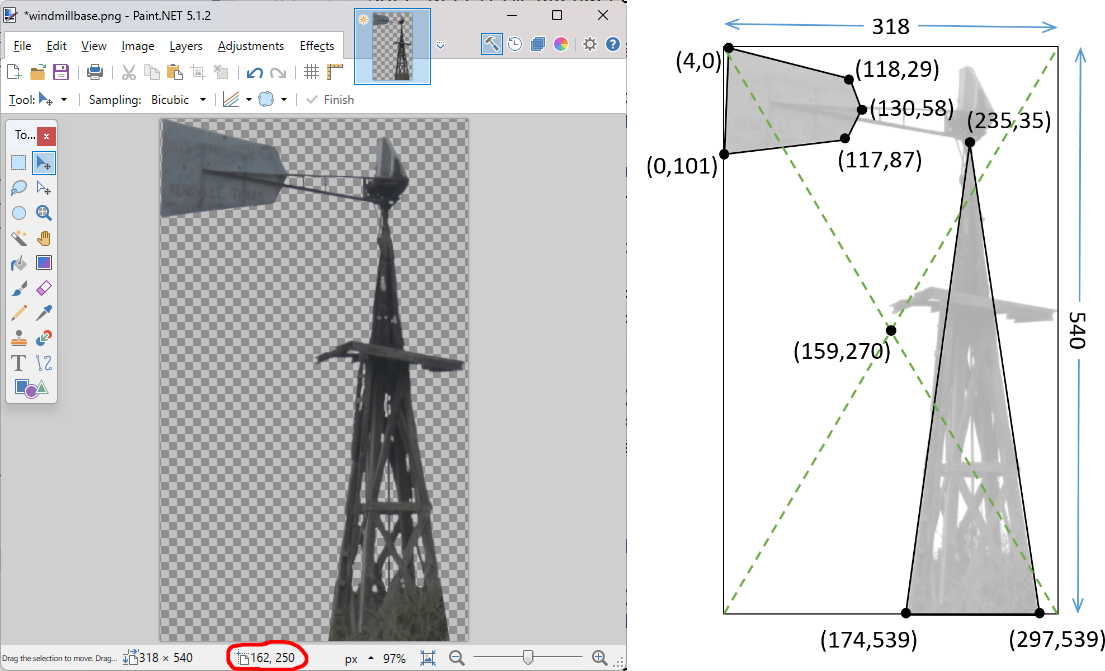 *windmillbase.png - Paint.NET 5.1.2
File Edit View Image Layers Adjustments Effects
Tool: Sampling: Bicubic Finish
To...
T
Drag the selection to move. Drag... 318 × 540 162, 250 px 97%
318
(4,0)
(118,29)
(130,58)
(235,35)
(0,101)
(117,87)
540
(159,270)
(174,539)
(297,539)